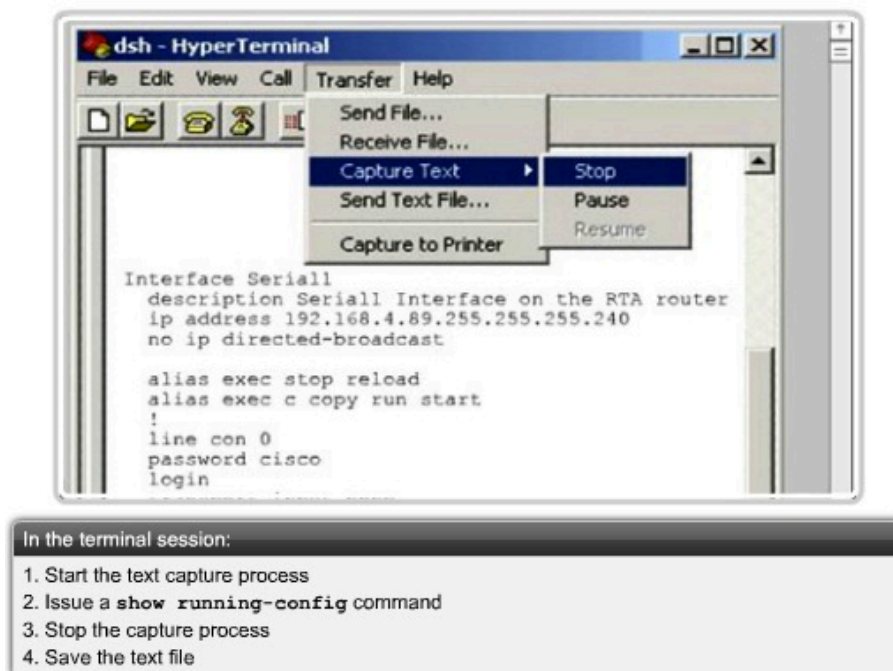 dsh - HyperTerminal
File Edit View Call Transfer Help
Send File...
Receive File...
Capture Text
Stop
Send Text File...
Pause
Resume
Capture to Printer
Interface Serial1
description Serial1 Interface on the RTA router
ip address 192.168.4.89.255.255.255.240
no ip directed-broadcast
alias exec stop reload
alias exec c copy run start
!
line con 0
password cisco
login
In the terminal session:
1. Start the text capture process
2. Issue a show running-config command
3. Stop the capture process
4. Save the text file